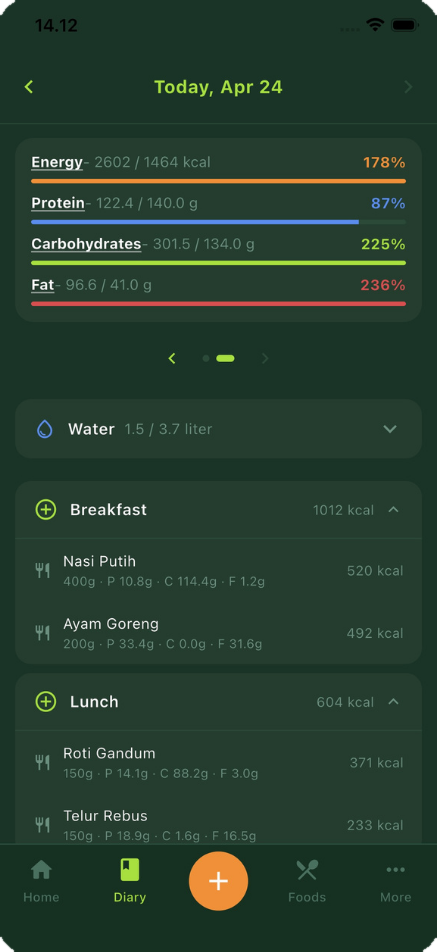 14.12
Today, Apr 24
Energy- 2602 / 1464 kcal 178%
Protein- 122.4 / 140.0 g 87%
Carbohydrates- 301.5 / 134.0 g 225%
Fat- 96.6 / 41.0 g 236%
Water 1.5 / 3.7 liter
Breakfast 1012 kcal
Nasi Putih 520 kcal
400g · P 10.8g · C 114.4g · F 1.2g
Ayam Goreng 492 kcal
200g · P 33.4g · C 0.0g · F 31.6g
Lunch 604 kcal
Roti Gandum 371 kcal
150g · P 14.1g · C 88.2g · F 3.0g
Telur Rebus 233 kcal
150g · P 18.9g · C 1.6g · F 16.5g
Home Diary Foods More